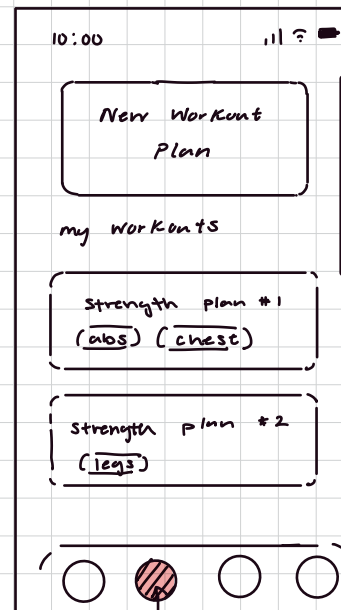 10:00
New Workout
Plan
my workouts
Strength plan #1
(abs) (chest)
Strength plan #2
(legs)